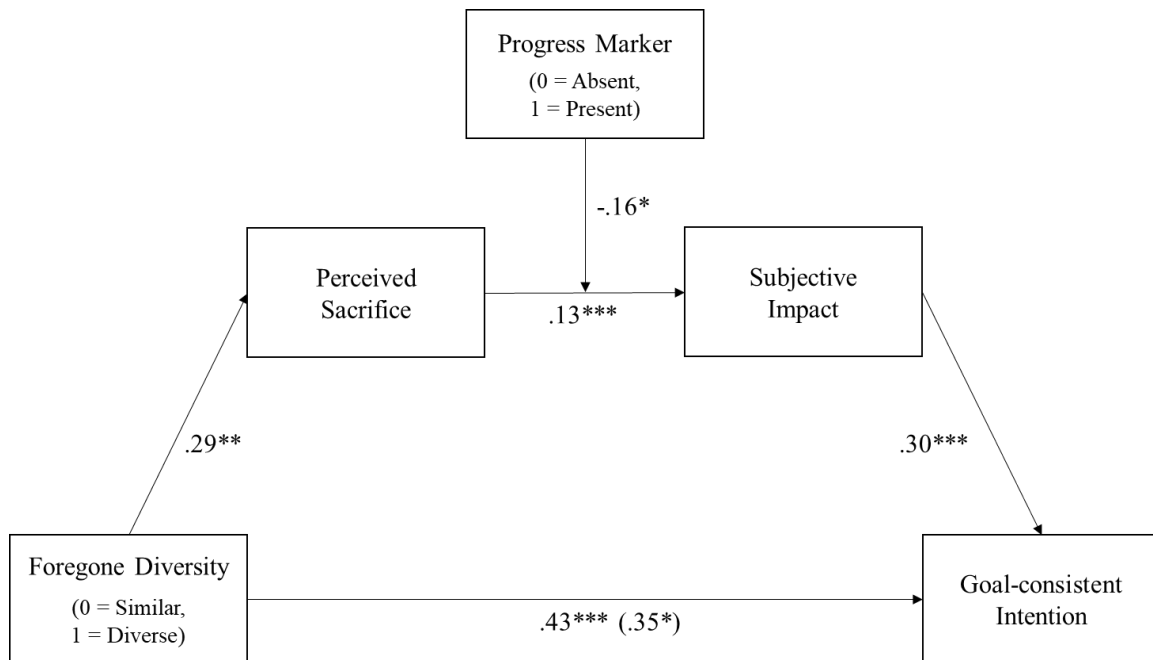 Progress Marker
(0 = Absent,
1 = Present)
-.16*
Perceived
Sacrifice
.13***
Subjective
Impact
.29**
.30***
Foregone Diversity
(0 = Similar,
1 = Diverse)
.43*** (.35*)
Goal-consistent
Intention